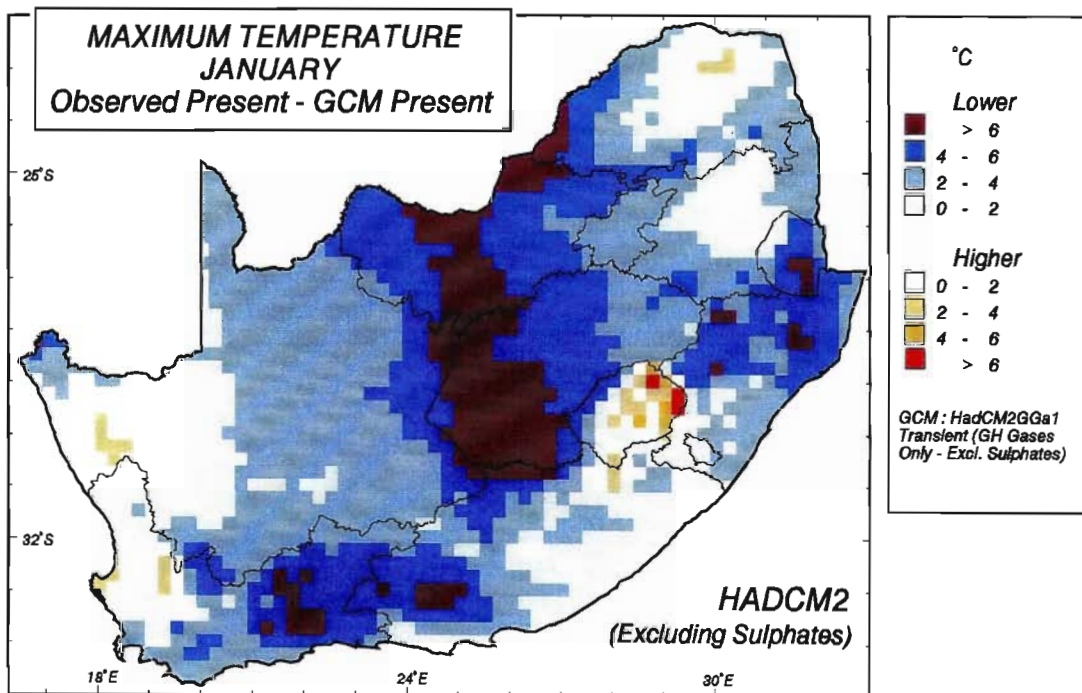 MAXIMUM TEMPERATURE
JANUARY
Observed Present - GCM Present
°C
Lower
> 6
4 - 6
2 - 4
0 - 2
Higher
0 - 2
2 - 4
4 - 6
> 6
GCM : HadCM2GGa1
Transient (GH Gases
Only - Excl. Sulphates)
25°S
32°S
HADCM2
(Excluding Sulphates)
18°E
24°E
30°E